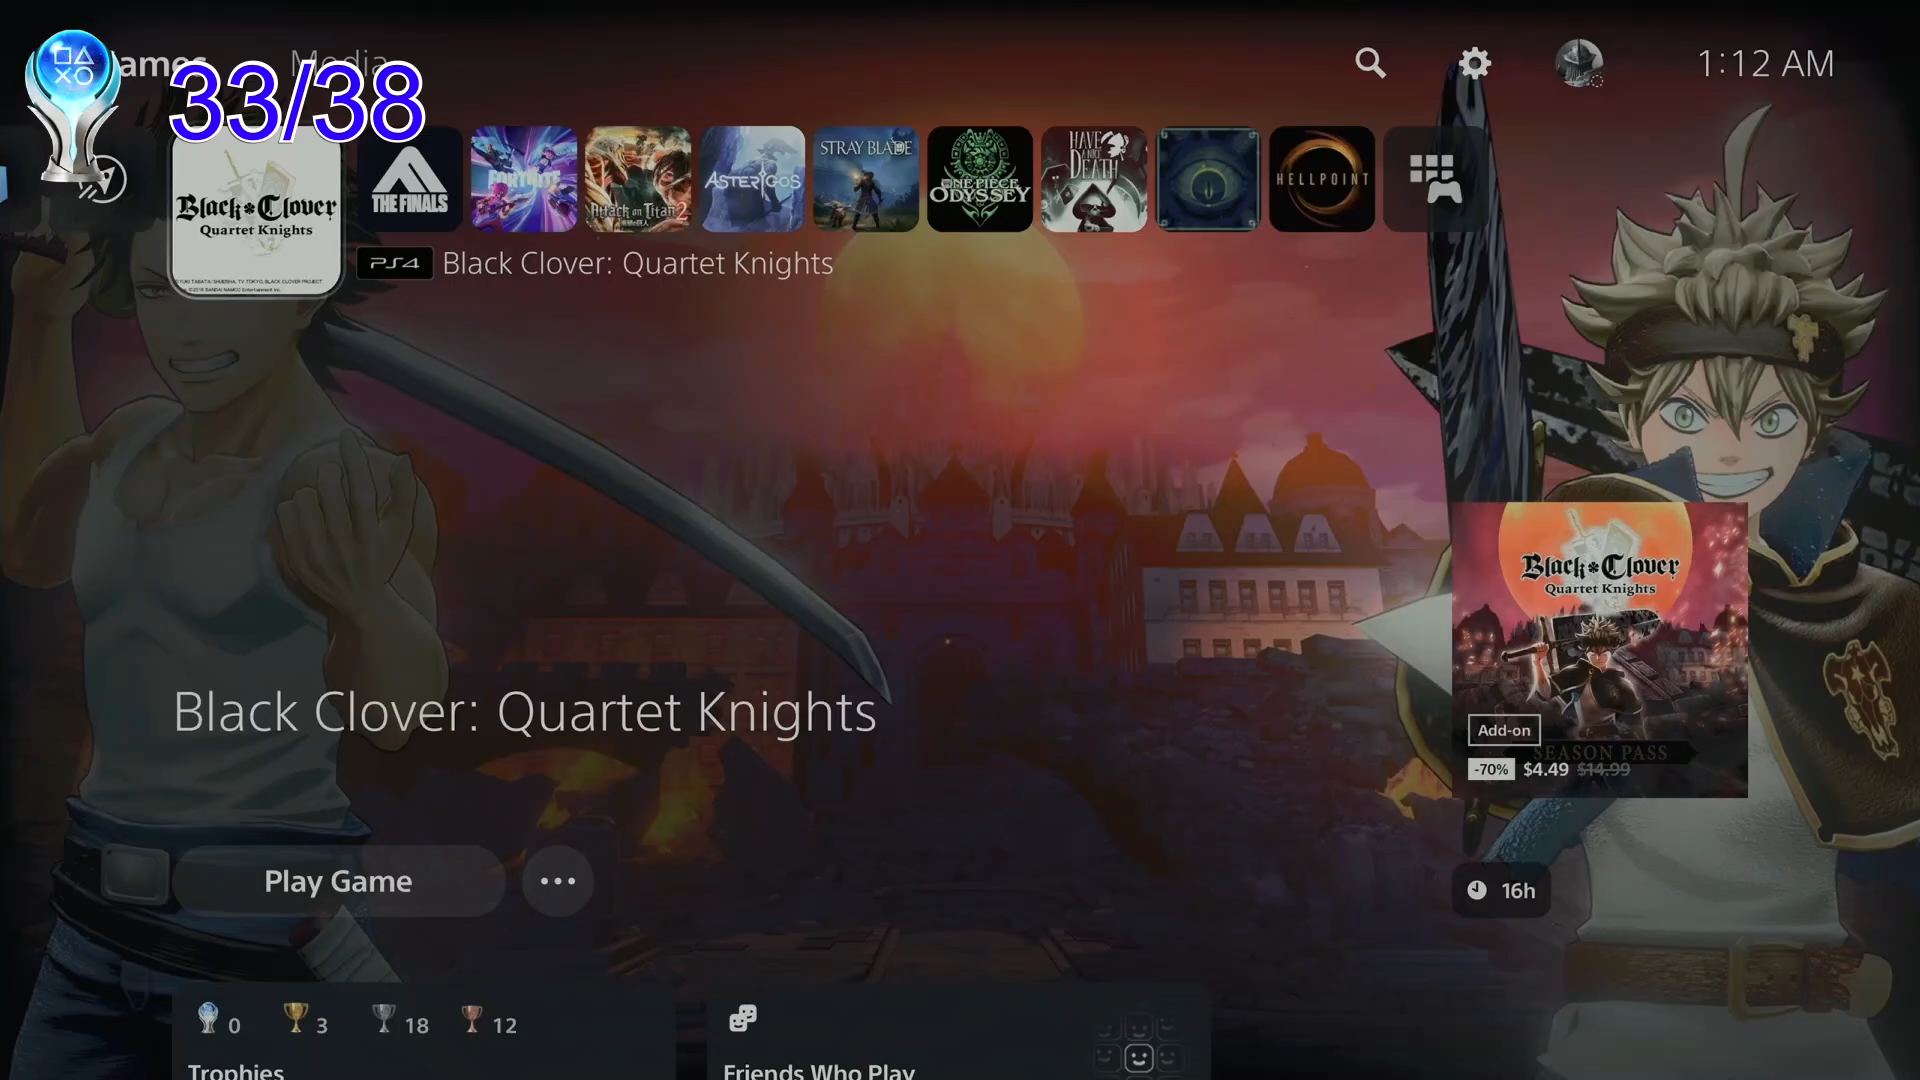 Games Media
33/38
1:12 AM
Black Clover
Quartet Knights
THE FINALS
FORTNITE
Attack on Titan 2
ASTERIGOS
STRAY BLADE
ONE PIECE
ODYSSEY
HAVE
A NICE
DEATH
HELLPOINT
PS4 Black Clover: Quartet Knights
Black Clover
Quartet Knights
SEASON PASS
Add-on
-70% $4.49 $14.99
Black Clover: Quartet Knights
Play Game
16h
0 3 18 12
Trophies
Friends Who Play